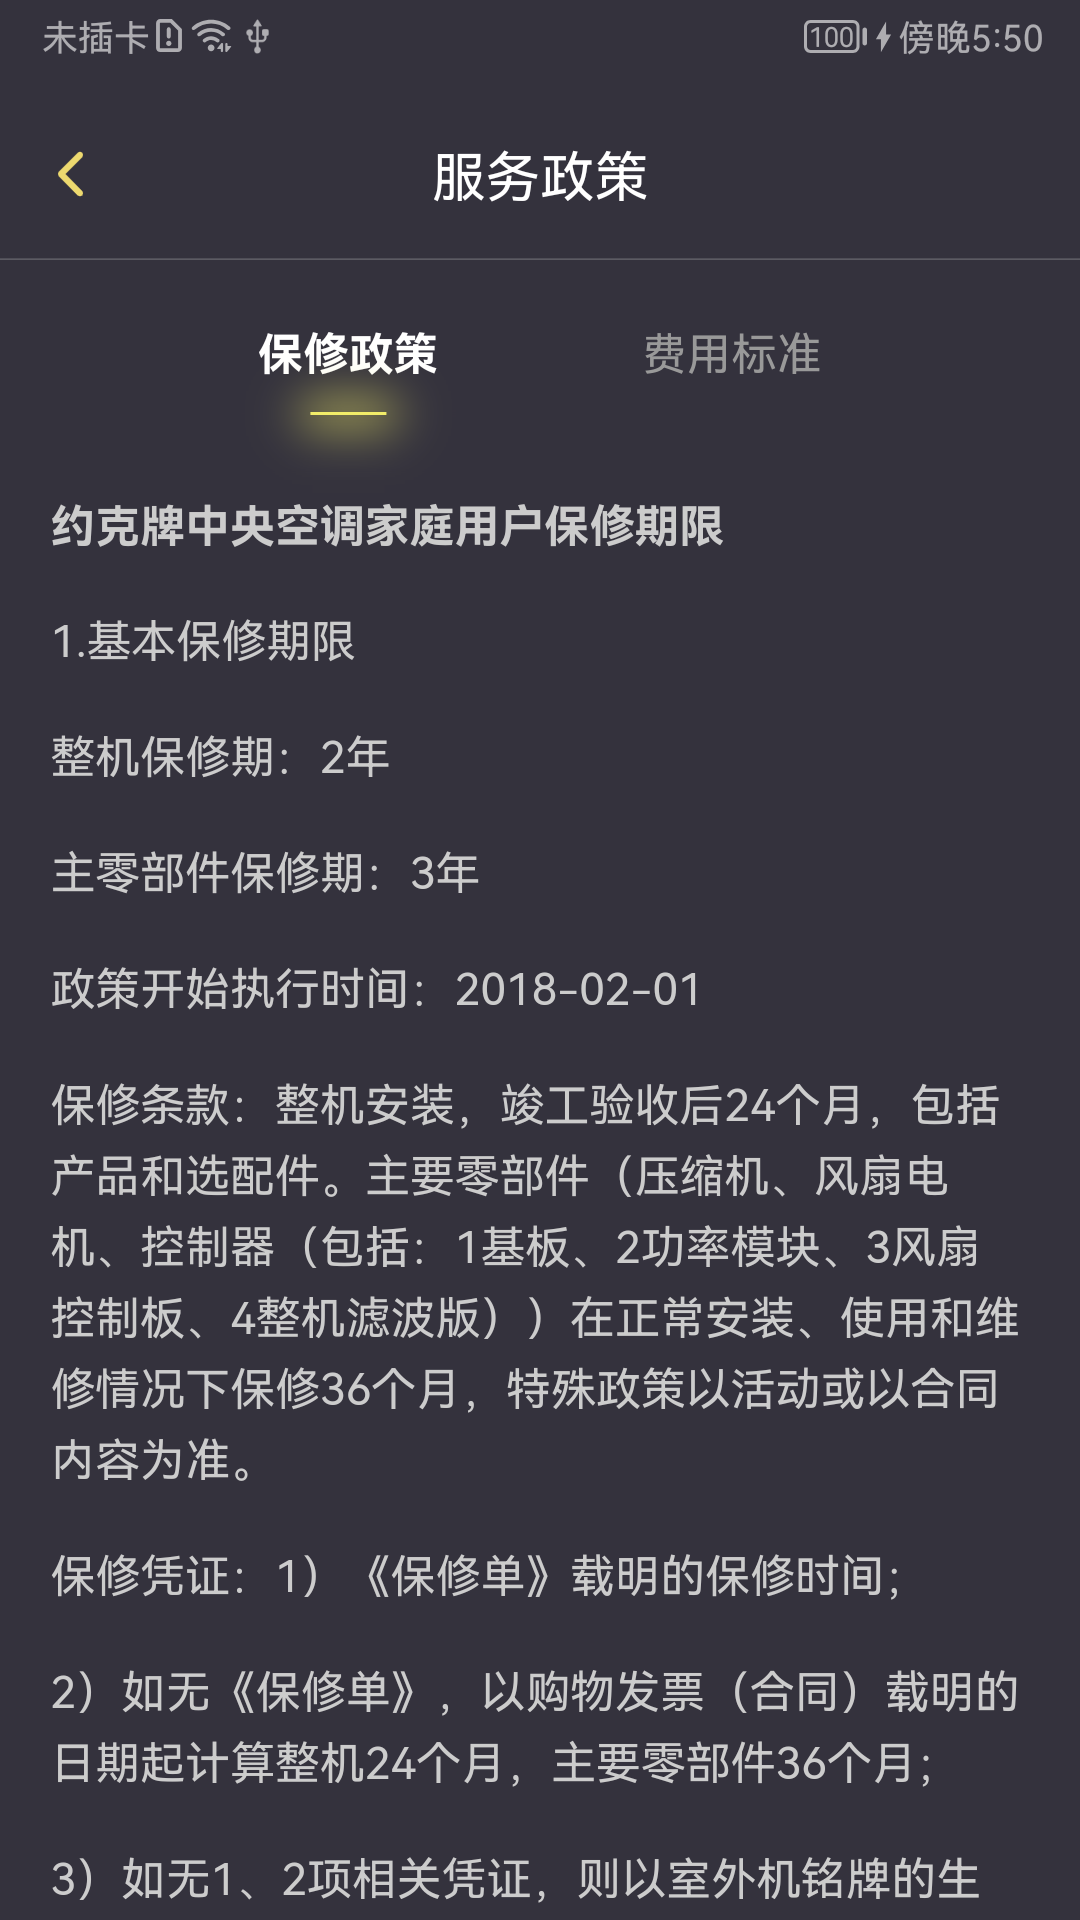 未插卡
100
傍晚5:50
服务政策
保修政策
费用标准
约克牌中央空调家庭用户保修期限
1.基本保修期限
整机保修期：2年
主零部件保修期：3年
政策开始执行时间：2018-02-01
保修条款：整机安装，竣工验收后24个月，包括
产品和选配件。主要零部件（压缩机、风扇电
机、控制器（包括：1基板、2功率模块、3风扇
控制板、4整机滤波版））在正常安装、使用和维
修情况下保修36个月，特殊政策以活动或以合同
内容为准。
保修凭证：1）《保修单》载明的保修时间；
2）如无《保修单》，以购物发票（合同）载明的
日期起计算整机24个月，主要零部件36个月；
3）如无1、2项相关凭证，则以室外机铭牌的生